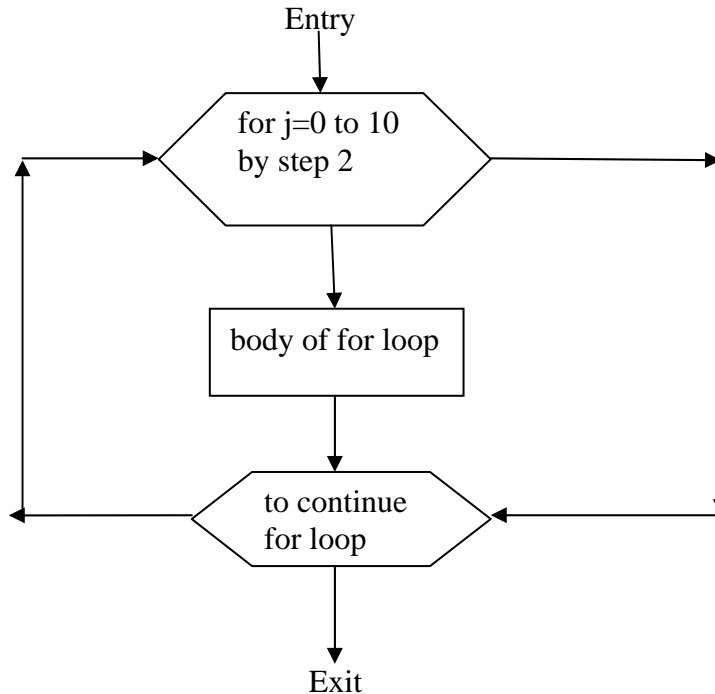 Entry
for j=0 to 10
by step 2
body of for loop
to continue
for loop
Exit